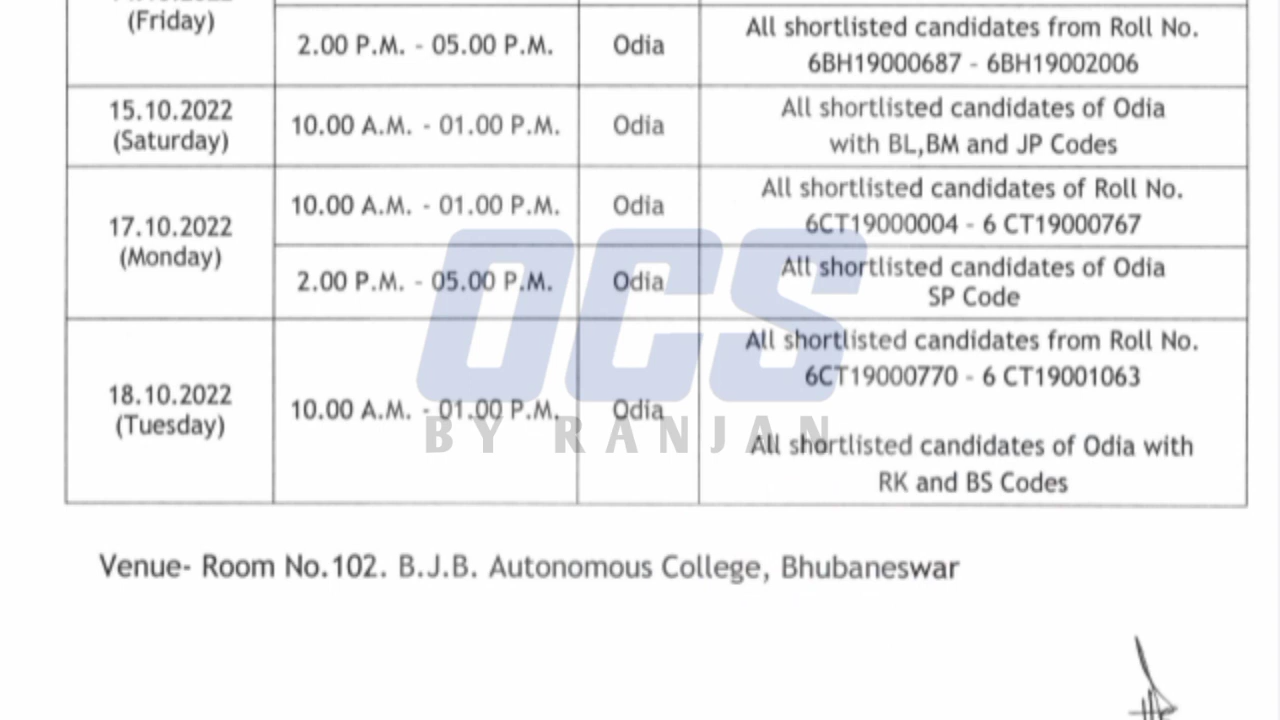 (Friday)
2.00 P.M. - 05.00 P.M.
Odia
All shortlisted candidates from Roll No.
6BH19000687 - 6BH19002006
15.10.2022
(Saturday)
10.00 A.M. - 01.00 P.M.
Odia
All shortlisted candidates of Odia
with BL,BM and JP Codes
17.10.2022
(Monday)
10.00 A.M. - 01.00 P.M.
Odia
All shortlisted candidates of Roll No.
6CT19000004 - 6 CT19000767
2.00 P.M. - 05.00 P.M.
Odia
All shortlisted candidates of Odia
SP Code
18.10.2022
(Tuesday)
10.00 A.M. - 01.00 P.M.
Odia
All shortlisted candidates from Roll No.
6CT19000770 - 6 CT19001063
All shortlisted candidates of Odia with
RK and BS Codes
OCS
BY RANJAN
Venue- Room No.102. B.J.B. Autonomous College, Bhubaneswar